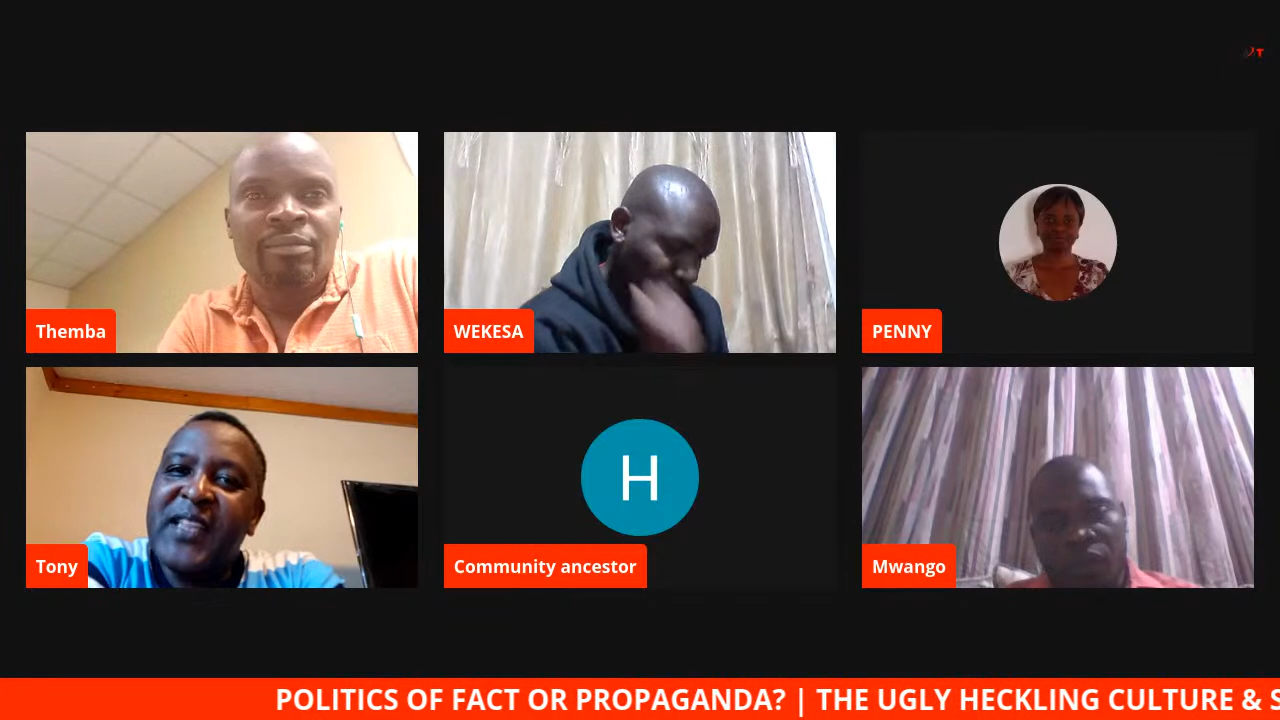 Themba
WEKESA
PENNY
Tony
H
Community ancestor
Mwango
POLITICS OF FACT OR PROPAGANDA? | THE UGLY HECKLING CULTURE & S